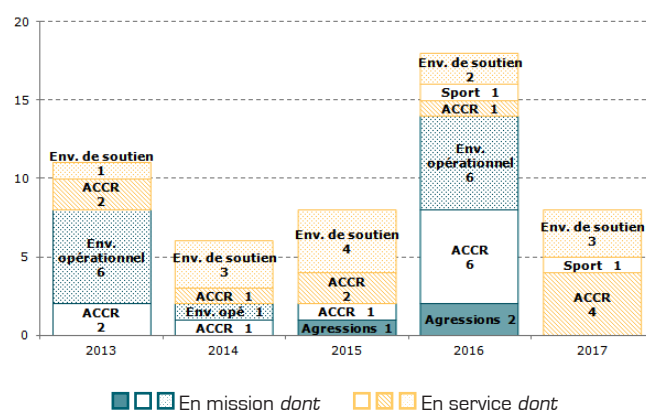 20
15
10
5
0
Env. de soutien
1
ACCR
2
Env.
opérationnel
6
ACCR
2
2013
Env. de soutien
3
ACCR 1
Env. opé 1
ACCR 1
2014
Env. de soutien
4
ACCR
2
ACCR 1
Agressions 1
2015
Env. de soutien
2
Sport 1
ACCR 1
Env.
opérationnel
6
ACCR
6
Agressions 2
2016
Env. de soutien
3
Sport 1
ACCR
4
2017
En mission dont
En service dont